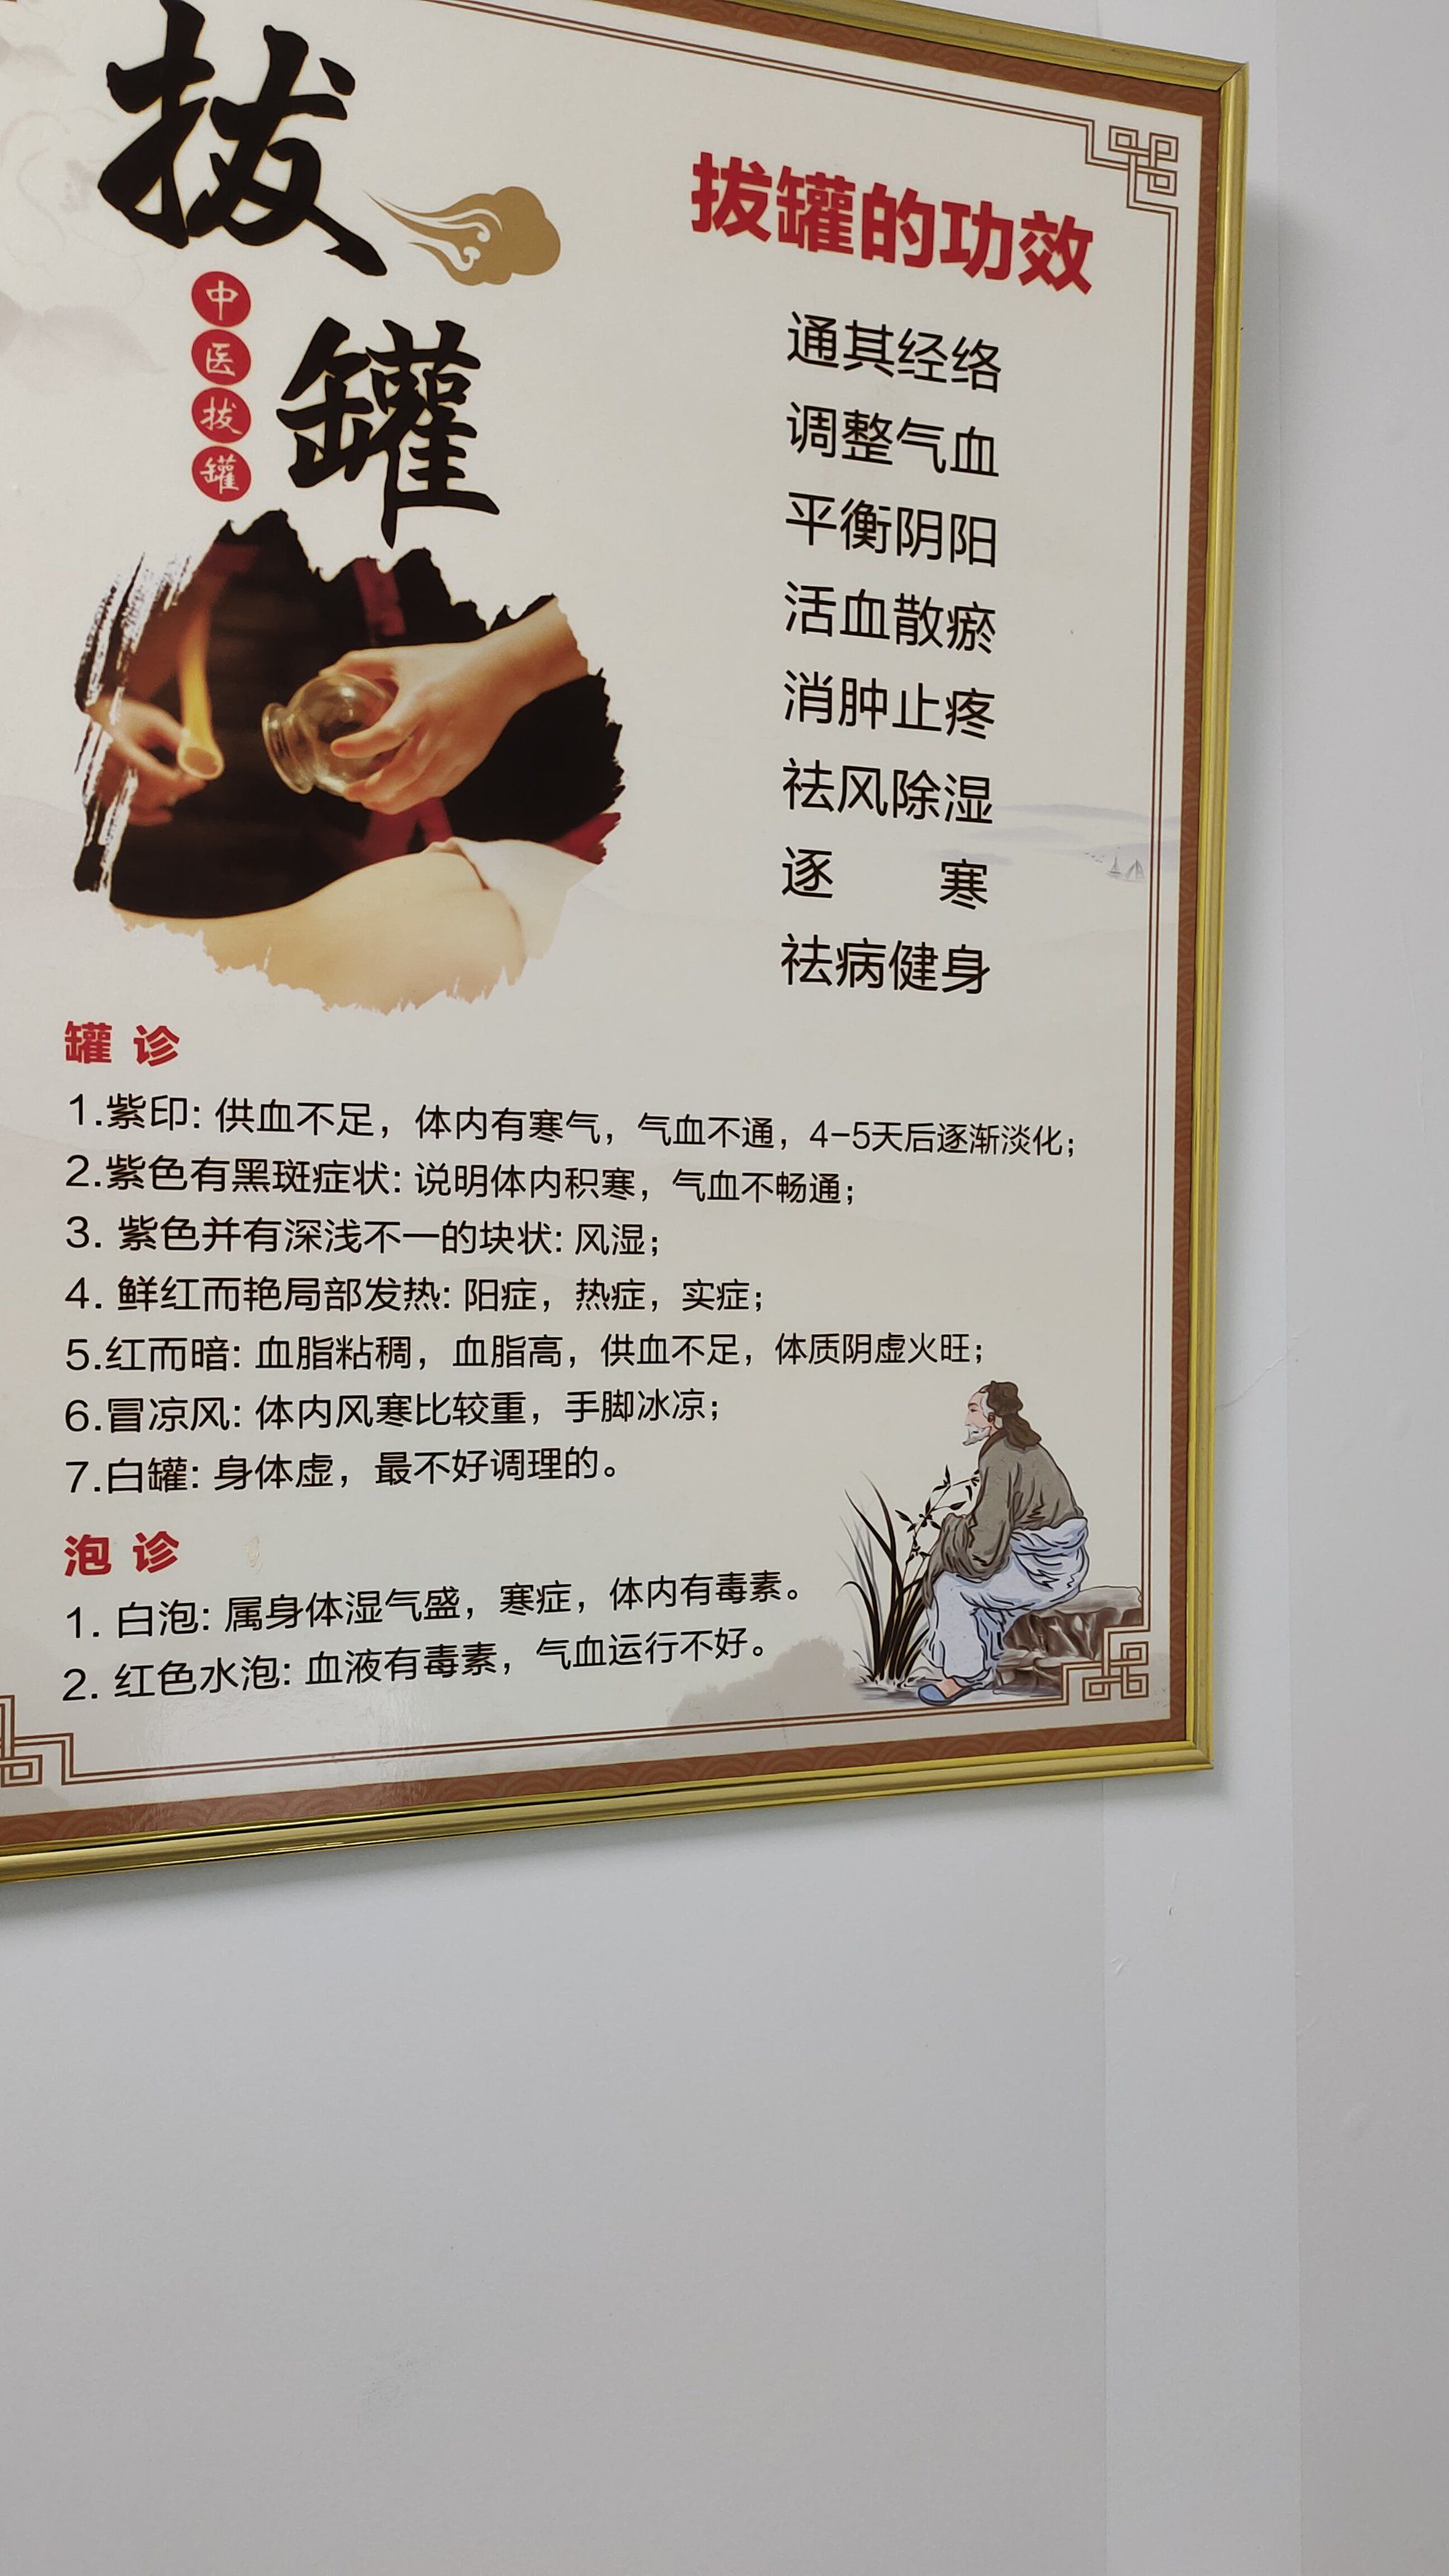 拔罐
中医拔罐
拔罐的功效
通其经络
调整气血
平衡阴阳
活血散瘀
消肿止疼
祛风除湿
逐 寒
祛病健身
罐 诊
1.紫印: 供血不足，体内有寒气，气血不通，4-5天后逐渐淡化；
2.紫色有黑斑症状: 说明体内积寒，气血不畅通；
3. 紫色并有深浅不一的块状: 风湿；
4. 鲜红而艳局部发热: 阳症，热症，实症；
5.红而暗: 血脂粘稠，血脂高，供血不足，体质阴虚火旺；
6.冒凉风: 体内风寒比较重，手脚冰凉；
7.白罐: 身体虚，最不好调理的。
泡 诊
1. 白泡: 属身体湿气盛，寒症，体内有毒素。
2. 红色水泡: 血液有毒素，气血运行不好。